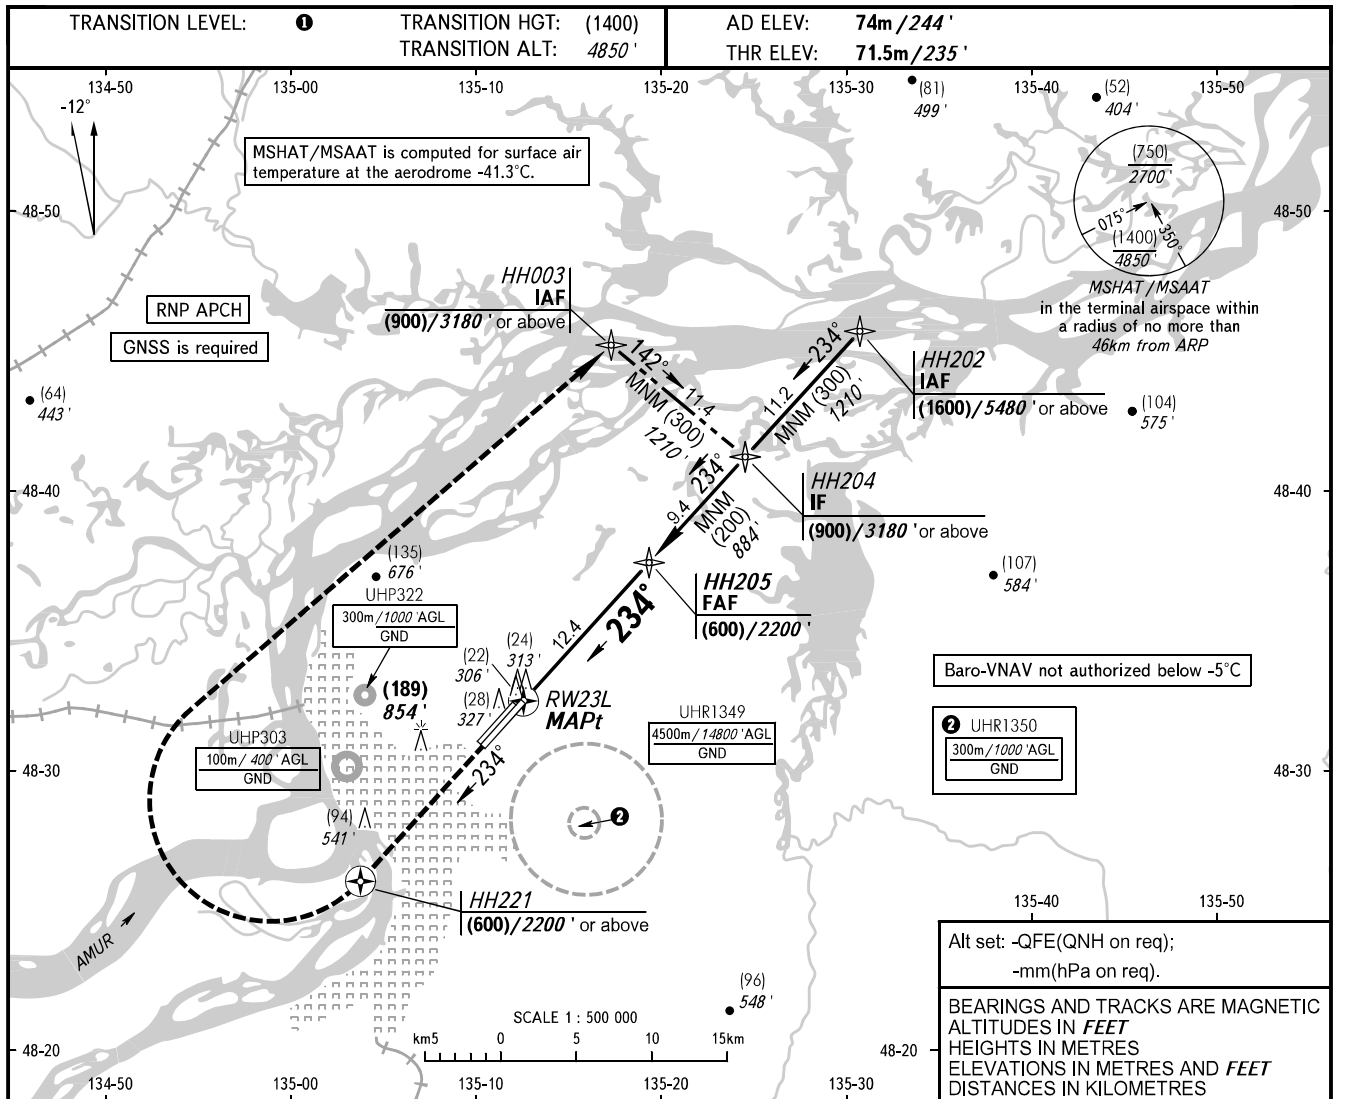 TRANSITION LEVEL: ❶ TRANSITION HGT: (1400)
TRANSITION ALT: 4850 '
AD ELEV: 74m/244 '
THR ELEV: 71.5m/235 '
134-50 135-00 135-10 135-20 135-30 135-40 135-50
-12°
(81)
499 '
(52)
404 '
MSHAT/MSAAT is computed for surface air
temperature at the aerodrome -41.3°C.
(750)
2700 '
075°
350°
(1400)
4850 '
MSHAT/MSAAT
in the terminal airspace within
a radius of no more than
46km from ARP
48-50 48-50
HH003
IAF
(900)/3180 ' or above
RNP APCH
GNSS is required
142°
11.4
MNM (300)
1210 '
234°
11.2
MNM (300)
1210 '
HH202
IAF
(1600)/5480 ' or above
(64)
443 '
(104)
575 '
234°
9.4
MNM
(200)
884 '
HH204
IF
(900)/3180 ' or above
48-40 48-40
(135)
676 '
UHP322
300m/1000 'AGL
GND
HH205
FAF
(600)/2200 '
(107)
584 '
234°
12.4
(24)
313 '
(22)
306 '
(28)
327 '
RW23L
MAPt
Baro-VNAV not authorized below -5°C
(189)
854 '
UHP303
100m/ 400 'AGL
GND
UHR1349
4500m/14800 'AGL
GND
❷ UHR1350
300m/1000 'AGL
GND
234°
48-30 48-30
❷
(94)
541 '
HH221
(600)/2200 ' or above
AMUR
135-40 135-50
Alt set: -QFE(QNH on req);
-mm(hPa on req).
(96)
548 '
SCALE 1 : 500 000
km5 0 5 10 15km
BEARINGS AND TRACKS ARE MAGNETIC
ALTITUDES IN FEET
HEIGHTS IN METRES
ELEVATIONS IN METRES AND FEET
DISTANCES IN KILOMETRES
48-20 48-20
134-50 135-00 135-10 135-20 135-30